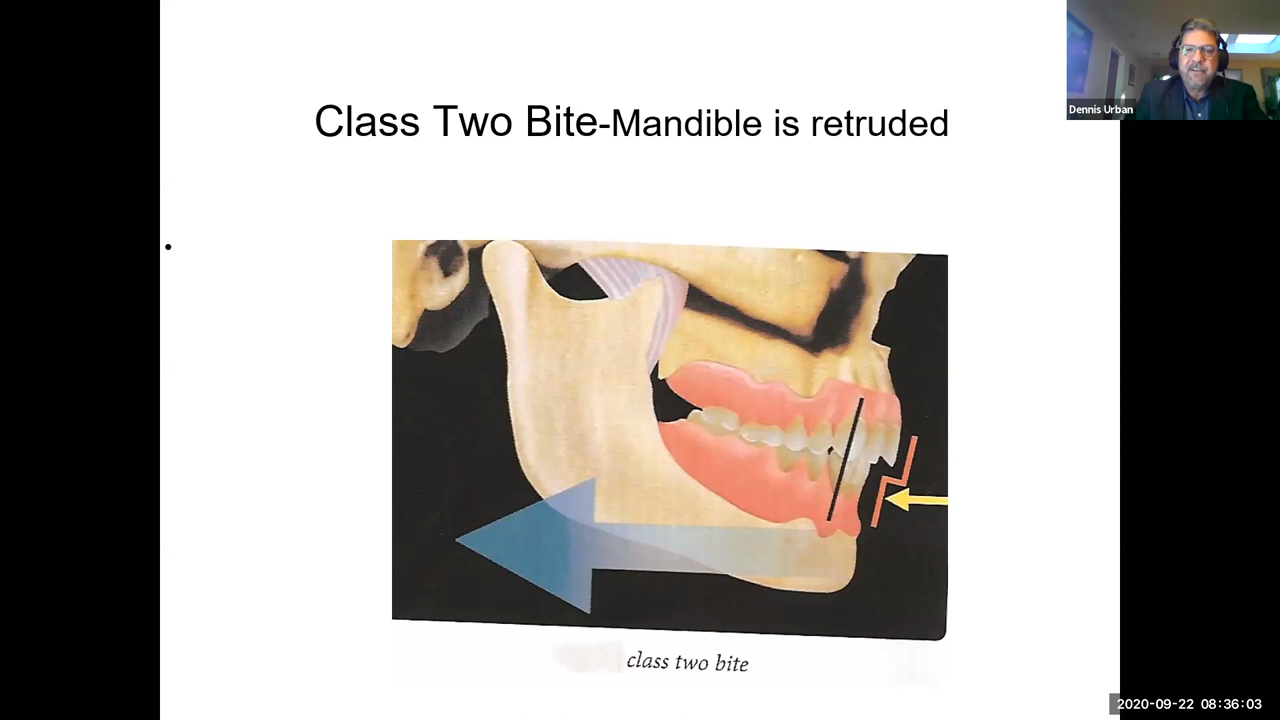 Class Two Bite-Mandible is retruded
Dennis Urban
•
class two bite
2020-09-22 08:36:03